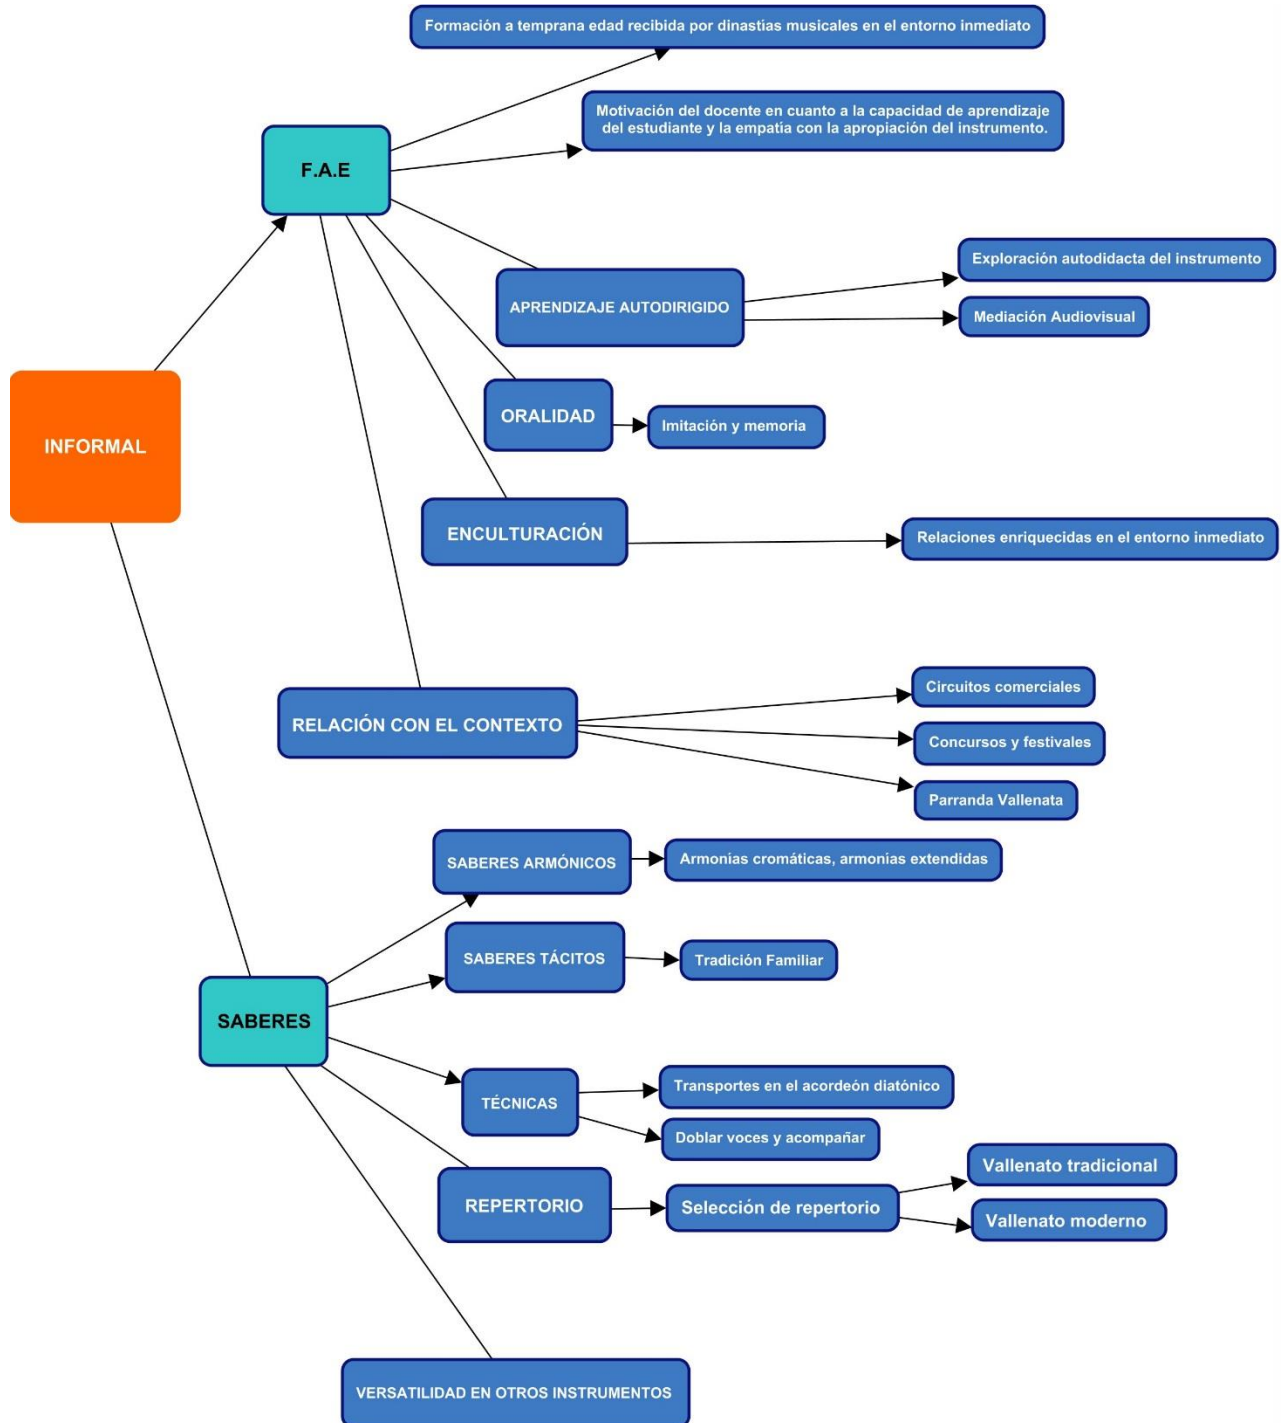 Formación a temprana edad recibida por dinastías musicales en el entorno inmediato
Motivación del docente en cuanto a la capacidad de aprendizaje
del estudiante y la empatía con la apropiación del instrumento.
F.A.E
Exploración autodidacta del instrumento
APRENDIZAJE AUTODIRIGIDO
Mediación Audiovisual
ORALIDAD
Imitación y memoria
INFORMAL
ENCULTURACIÓN
Relaciones enriquecidas en el entorno inmediato
Circuitos comerciales
RELACIÓN CON EL CONTEXTO
Concursos y festivales
Parranda Vallenata
SABERES ARMÓNICOS
Armonías cromáticas, armonias extendidas
SABERES TÁCITOS
Tradición Familiar
SABERES
Transportes en el acordeón diatónico
TÉCNICAS
Doblar voces y acompañar
Vallenato tradicional
REPERTORIO
Selección de repertorio
Vallenato moderno
VERSATILIDAD EN OTROS INSTRUMENTOS